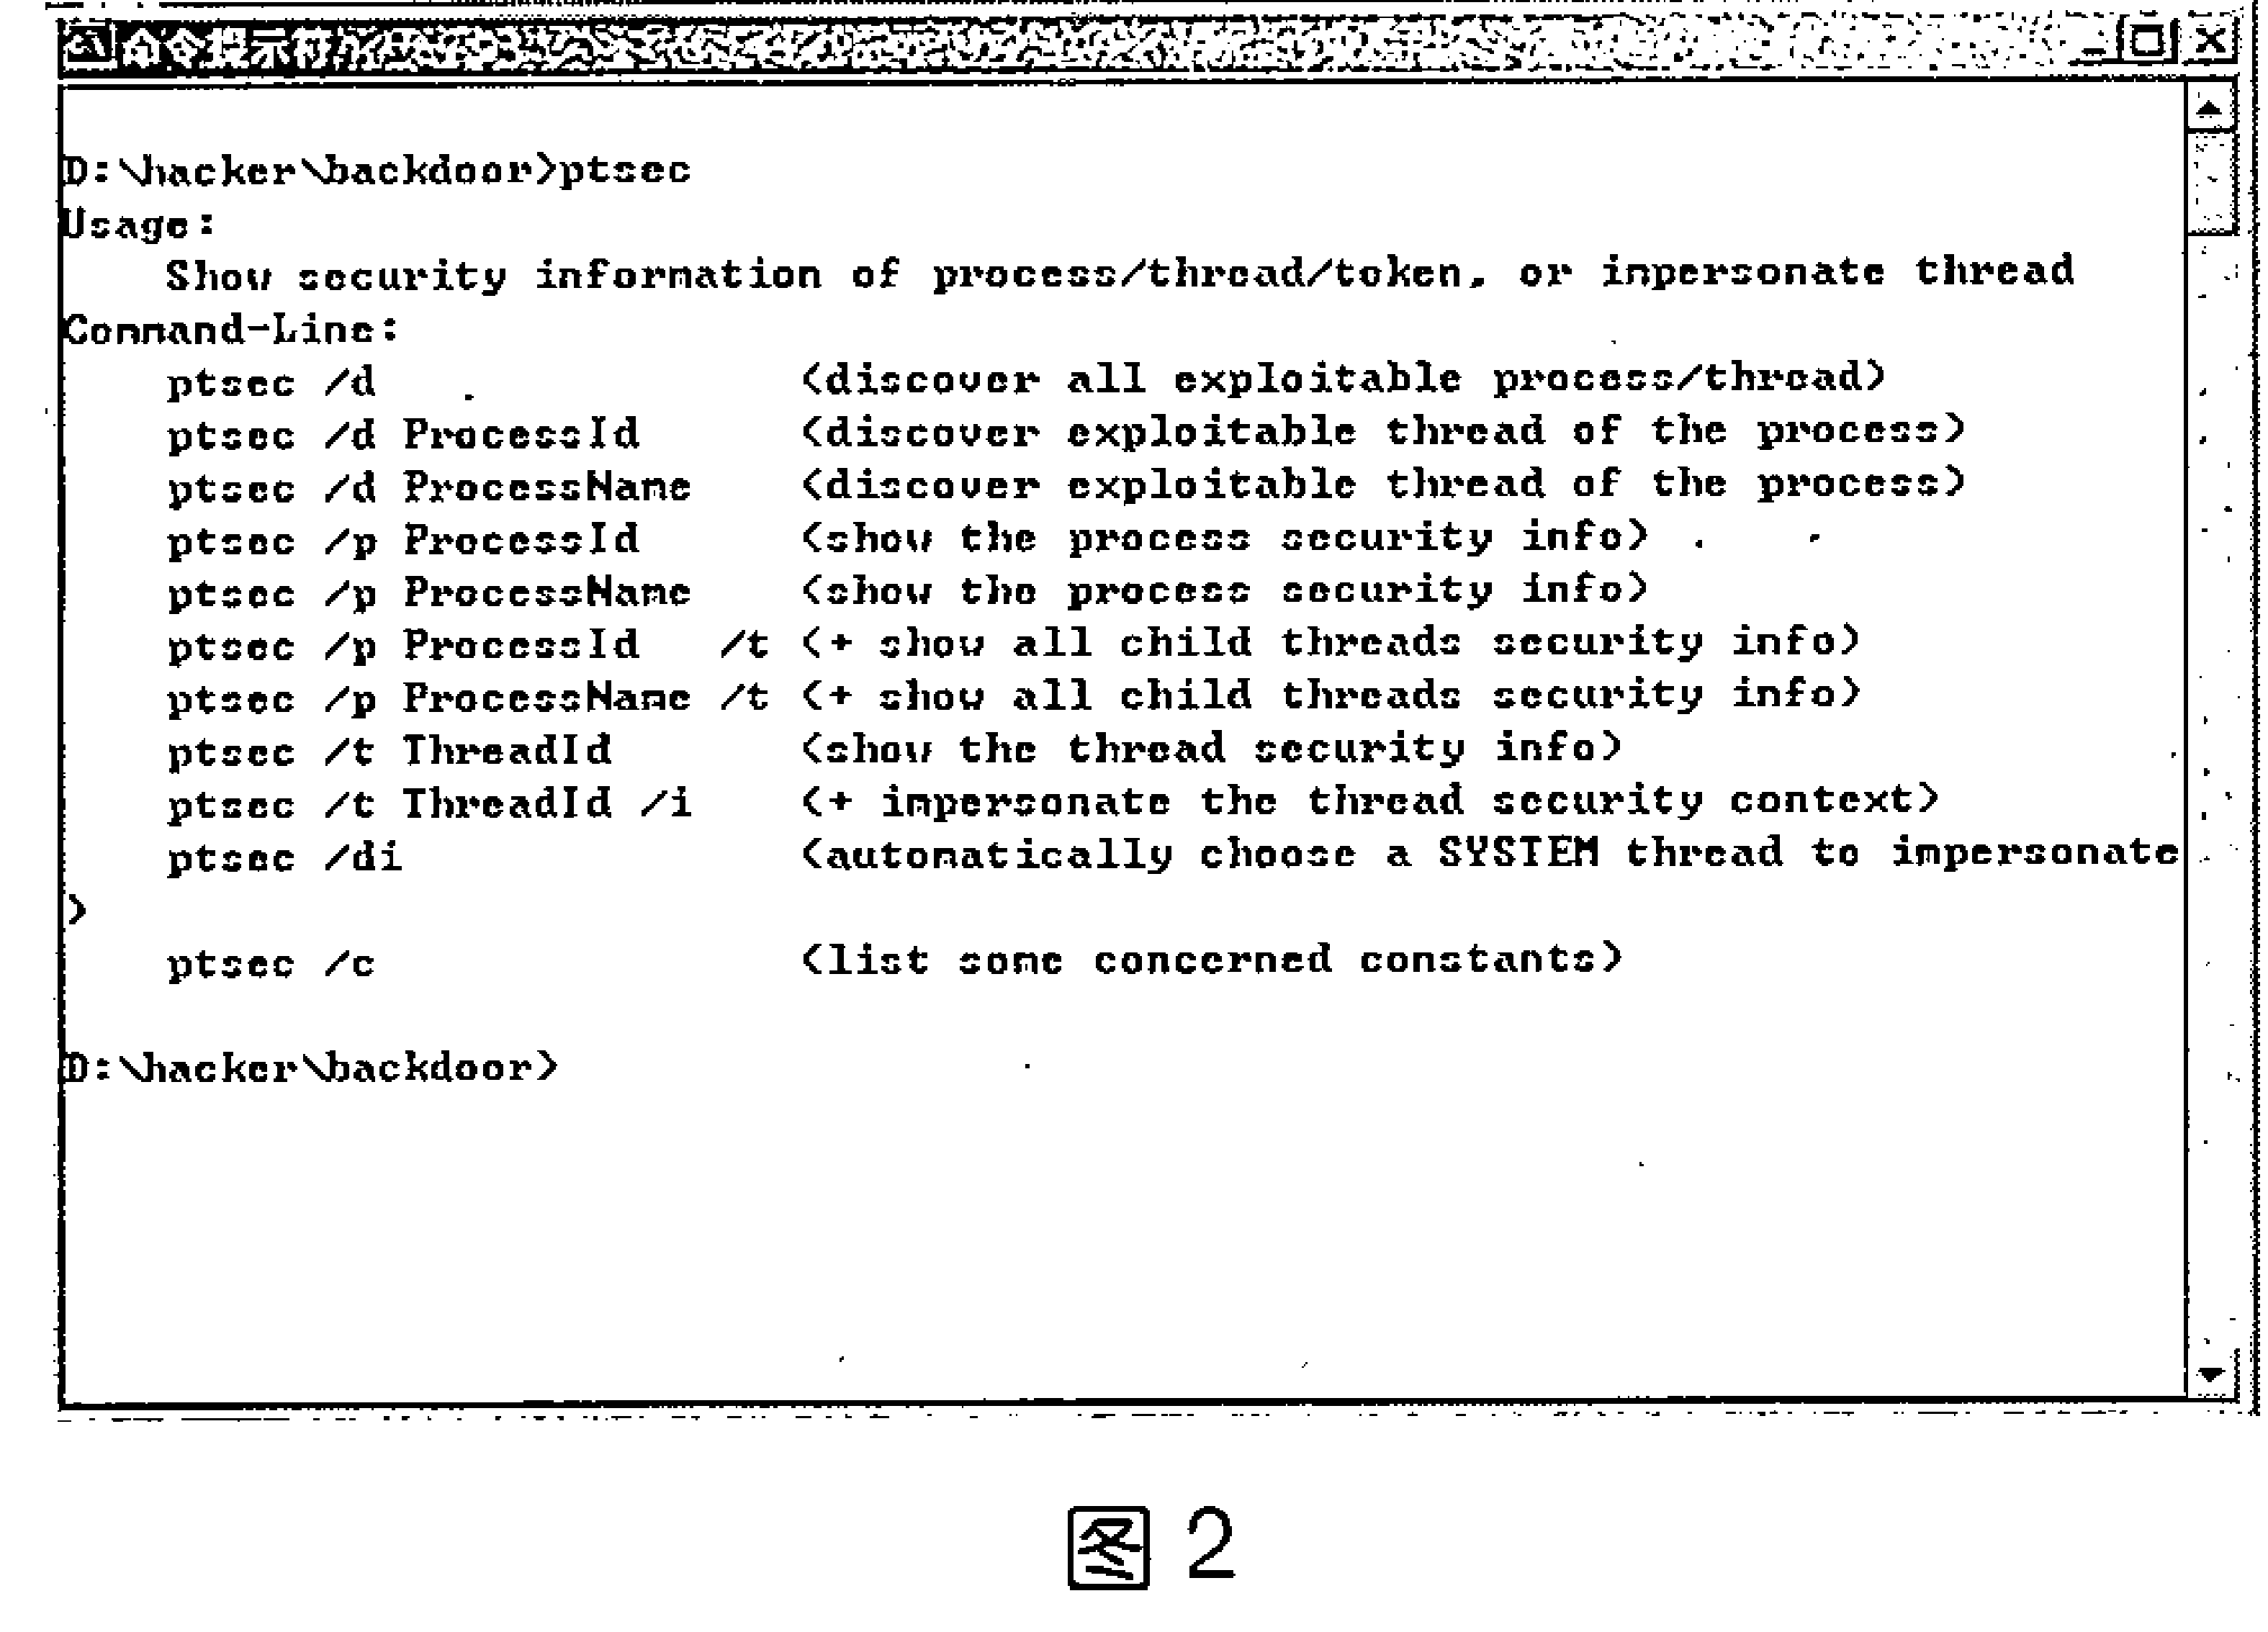 命令提示符
D:\hacker\backdoor>ptsec
Usage:
    Show security information of process/thread/token, or impersonate thread
Command-Line:
    ptsec /d                (discover all exploitable process/thread)
    ptsec /d ProcessId      (discover exploitable thread of the process)
    ptsec /d ProcessName    (discover exploitable thread of the process)
    ptsec /p ProcessId      (show the process security info)
    ptsec /p ProcessName    (show the process security info)
    ptsec /p ProcessId   /t (+ show all child threads security info)
    ptsec /p ProcessName /t (+ show all child threads security info)
    ptsec /t ThreadId       (show the thread security info)
    ptsec /t ThreadId /i    (+ impersonate the thread security context)
    ptsec /di               (automatically choose a SYSTEM thread to impersonate
)
    ptsec /c                (list some concerned constants)
D:\hacker\backdoor>
图 2